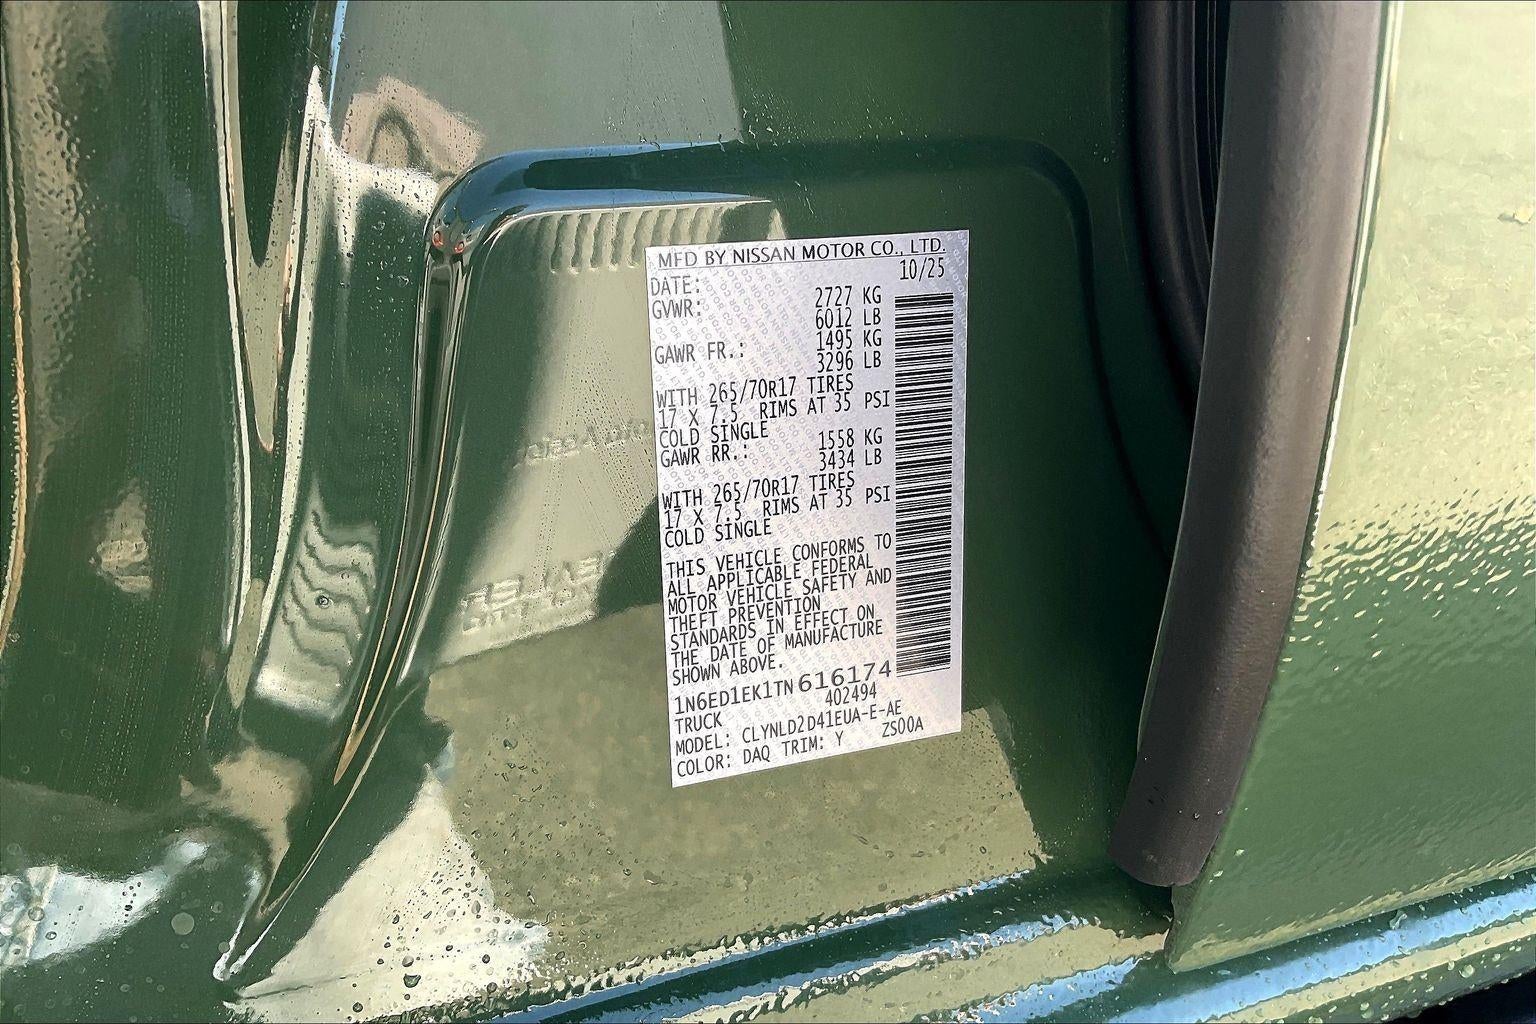 MFD BY NISSAN MOTOR CO., LTD.
DATE: 10/25
GVWR: 2727 KG
6012 LB
GAWR FR.: 1495 KG
3296 LB
WITH 265/70R17 TIRES
17 X 7.5 RIMS AT 35 PSI
COLD SINGLE
GAWR RR.: 1558 KG
3434 LB
WITH 265/70R17 TIRES
17 X 7.5 RIMS AT 35 PSI
COLD SINGLE
THIS VEHICLE CONFORMS TO
ALL APPLICABLE FEDERAL
MOTOR VEHICLE SAFETY AND
THEFT PREVENTION
STANDARDS IN EFFECT ON
THE DATE OF MANUFACTURE
SHOWN ABOVE.
1N6ED1EK1TN616174
TRUCK 402494
MODEL: CLYNLD2D41EUA-E-AE
COLOR: DAQ TRIM: Y ZS00A